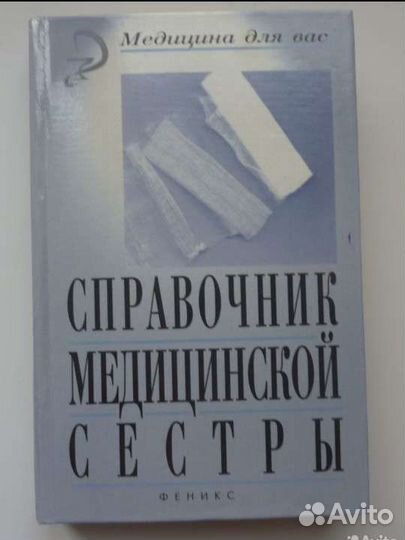 Медицина для вас
СПРАВОЧНИК
МЕДИЦИНСКОЙ
СЕСТРЫ
ФЕНИКС
Avito